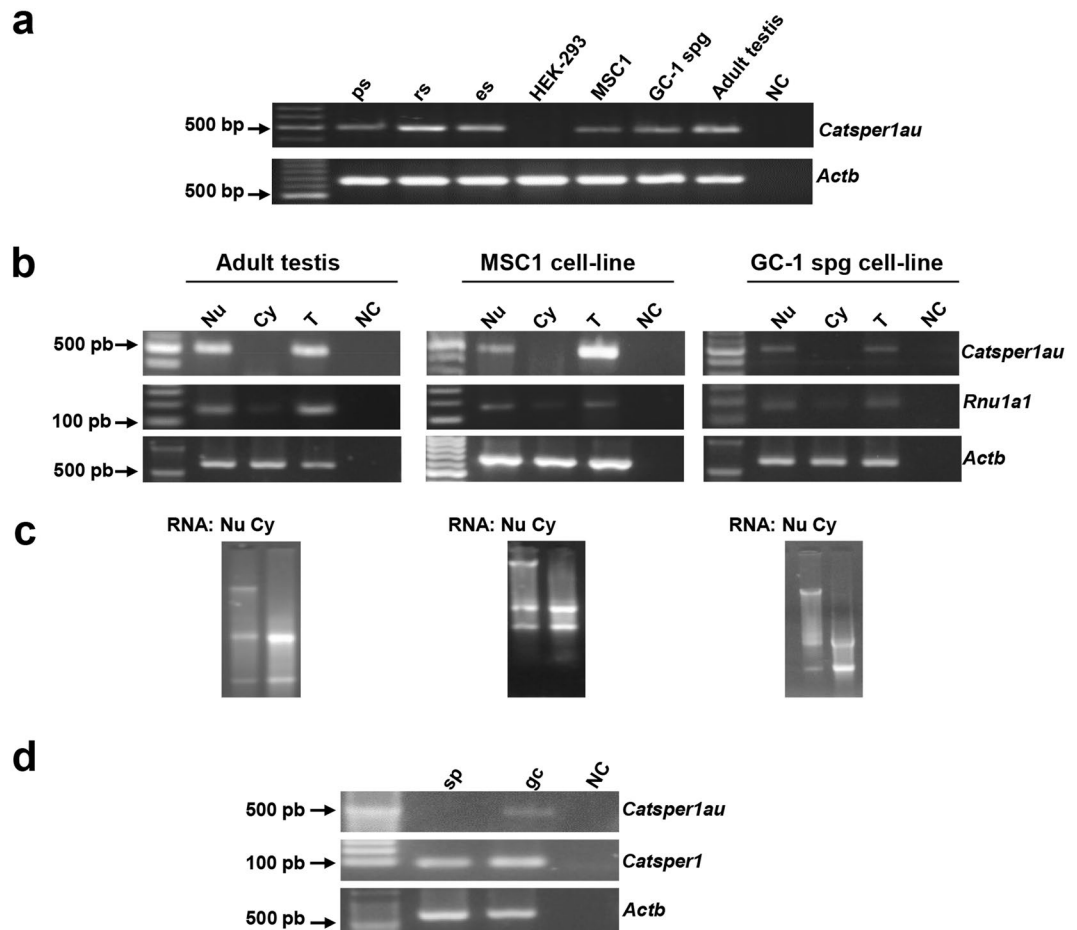 a
ps rs es HEK-293 MSC1 GC-1 spg Adult testis NC
500 bp Catsper1au
500 bp Actb
b
Adult testis MSC1 cell-line GC-1 spg cell-line
Nu Cy T NC Nu Cy T NC Nu Cy T NC
500 pb Catsper1au
100 pb Rnu1a1
500 pb Actb
c
RNA: Nu Cy RNA: Nu Cy RNA: Nu Cy
d
sp gc NC
500 pb Catsper1au
100 pb Catsper1
500 pb Actb